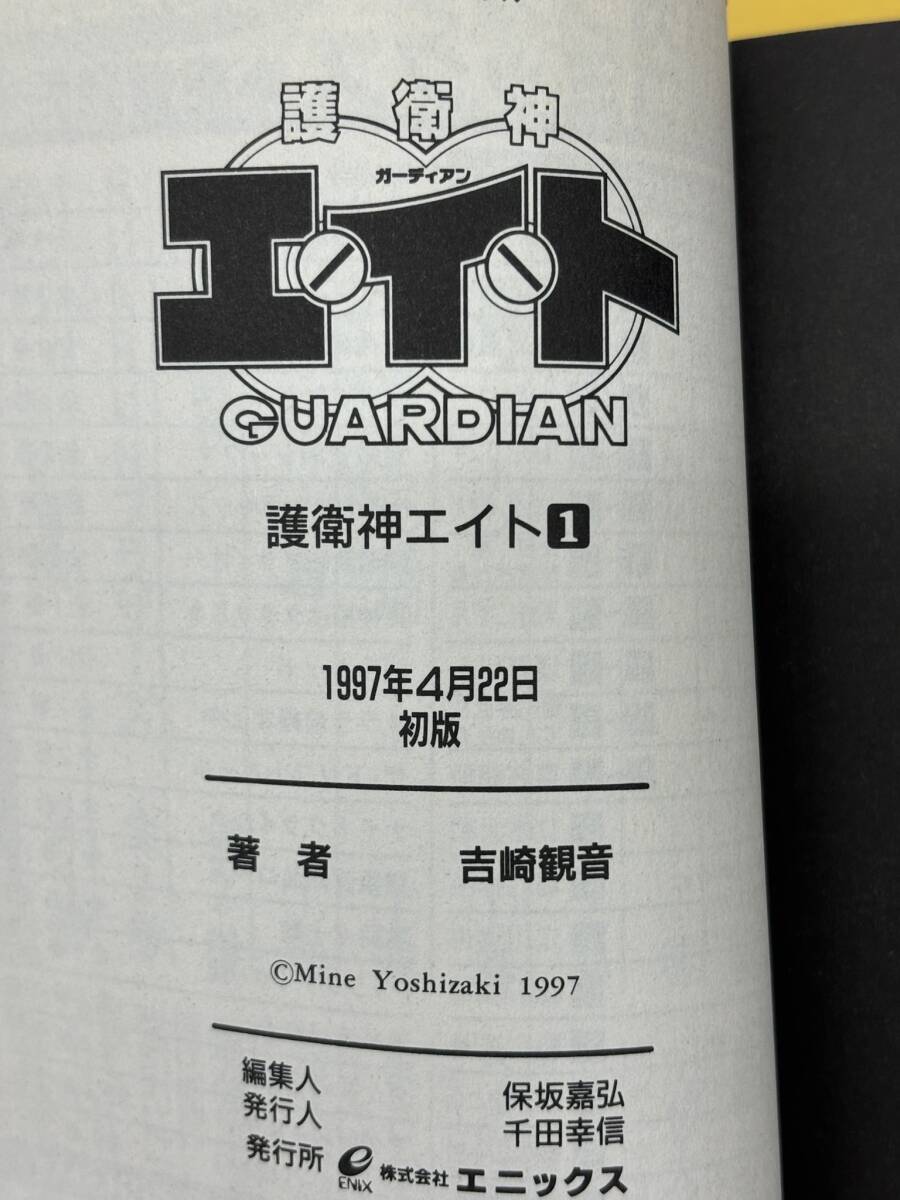 護衛神
ガーディアン
エイト
GUARDIAN
護衛神エイト1
1997年4月22日
初版
著者 吉崎観音
©Mine Yoshizaki 1997
編集人 保坂嘉弘
発行人 千田幸信
発行所 ENIX 株式会社 エニックス